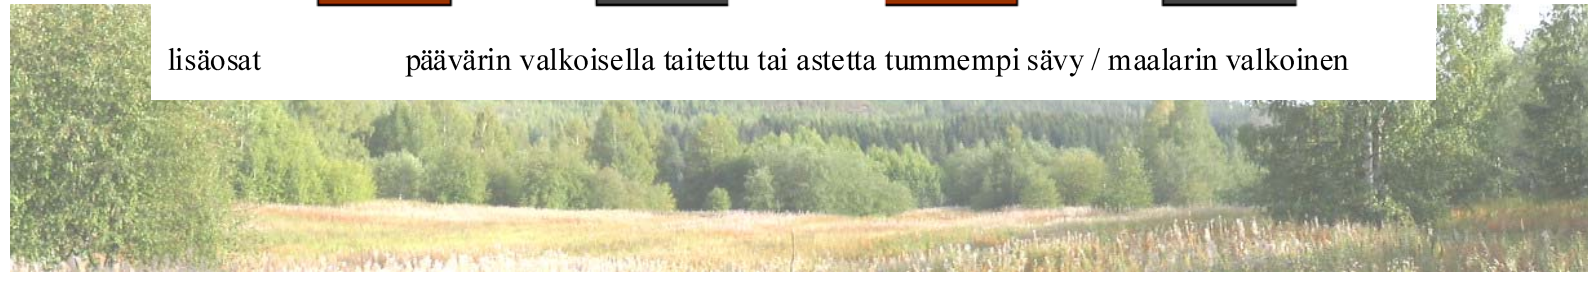 lisäosat päävärin valkoisella taitettu tai astetta tummempi sävy / maalarin valkoinen